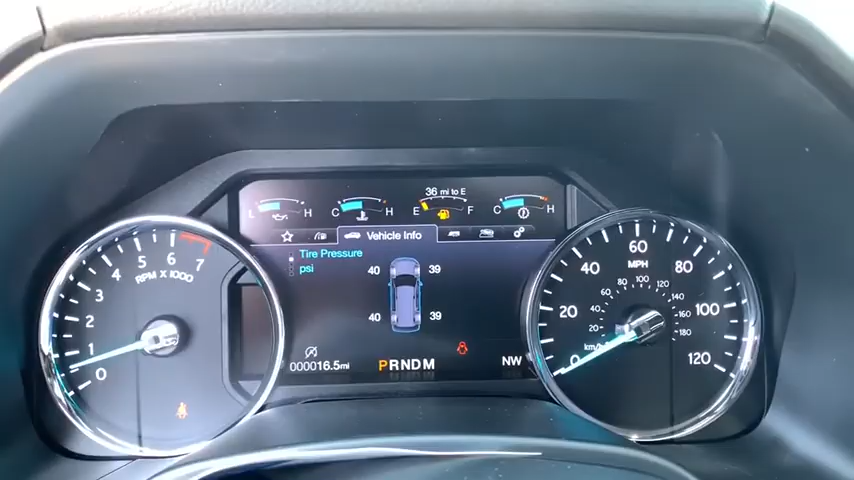 36 mi to E
L H
C H
E F
C H
Vehicle Info
Tire Pressure
psi
40 39
40 39
000016.5mi
PRNDM
NW
0 1 2 3 4 5 6 7
RPM X 1000
0 20 40 60 80 100 120
MPH
20 40 60 80 100 120 140 160 180
km/h